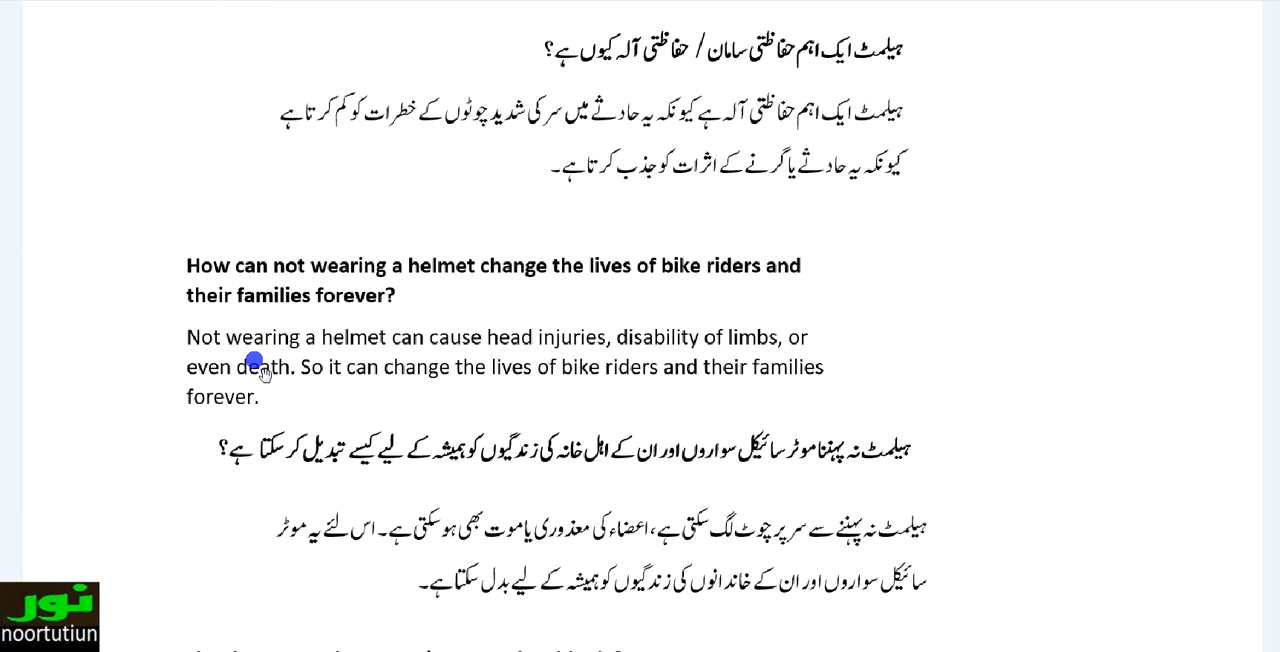 ہیلمٹ ایک اہم حفاظتی سامان / حفاظتی آلہ کیوں ہے؟
ہیلمٹ ایک اہم حفاظتی آلہ ہے کیونکہ یہ حادثے میں سر کی شدید چوٹوں کے خطرات کو کم کرتا ہے
کیونکہ یہ حادثے یا گرنے کے اثرات کو جذب کرتا ہے۔
How can not wearing a helmet change the lives of bike riders and
their families forever?
Not wearing a helmet can cause head injuries, disability of limbs, or
even death. So it can change the lives of bike riders and their families
forever.
ہیلمٹ نہ پہننا موٹر سائیکل سواروں اور ان کے اہل خانہ کی زندگیوں کو ہمیشہ کے لیے کیسے تبدیل کر سکتا ہے؟
ہیلمٹ نہ پہننے سے سر پر چوٹ لگ سکتی ہے، اعضاء کی معذوری یا موت بھی ہو سکتی ہے۔ اس لئے یہ موٹر
سائیکل سواروں اور ان کے خاندانوں کی زندگیوں کو ہمیشہ کے لیے بدل سکتا ہے۔
نور
noortutiun